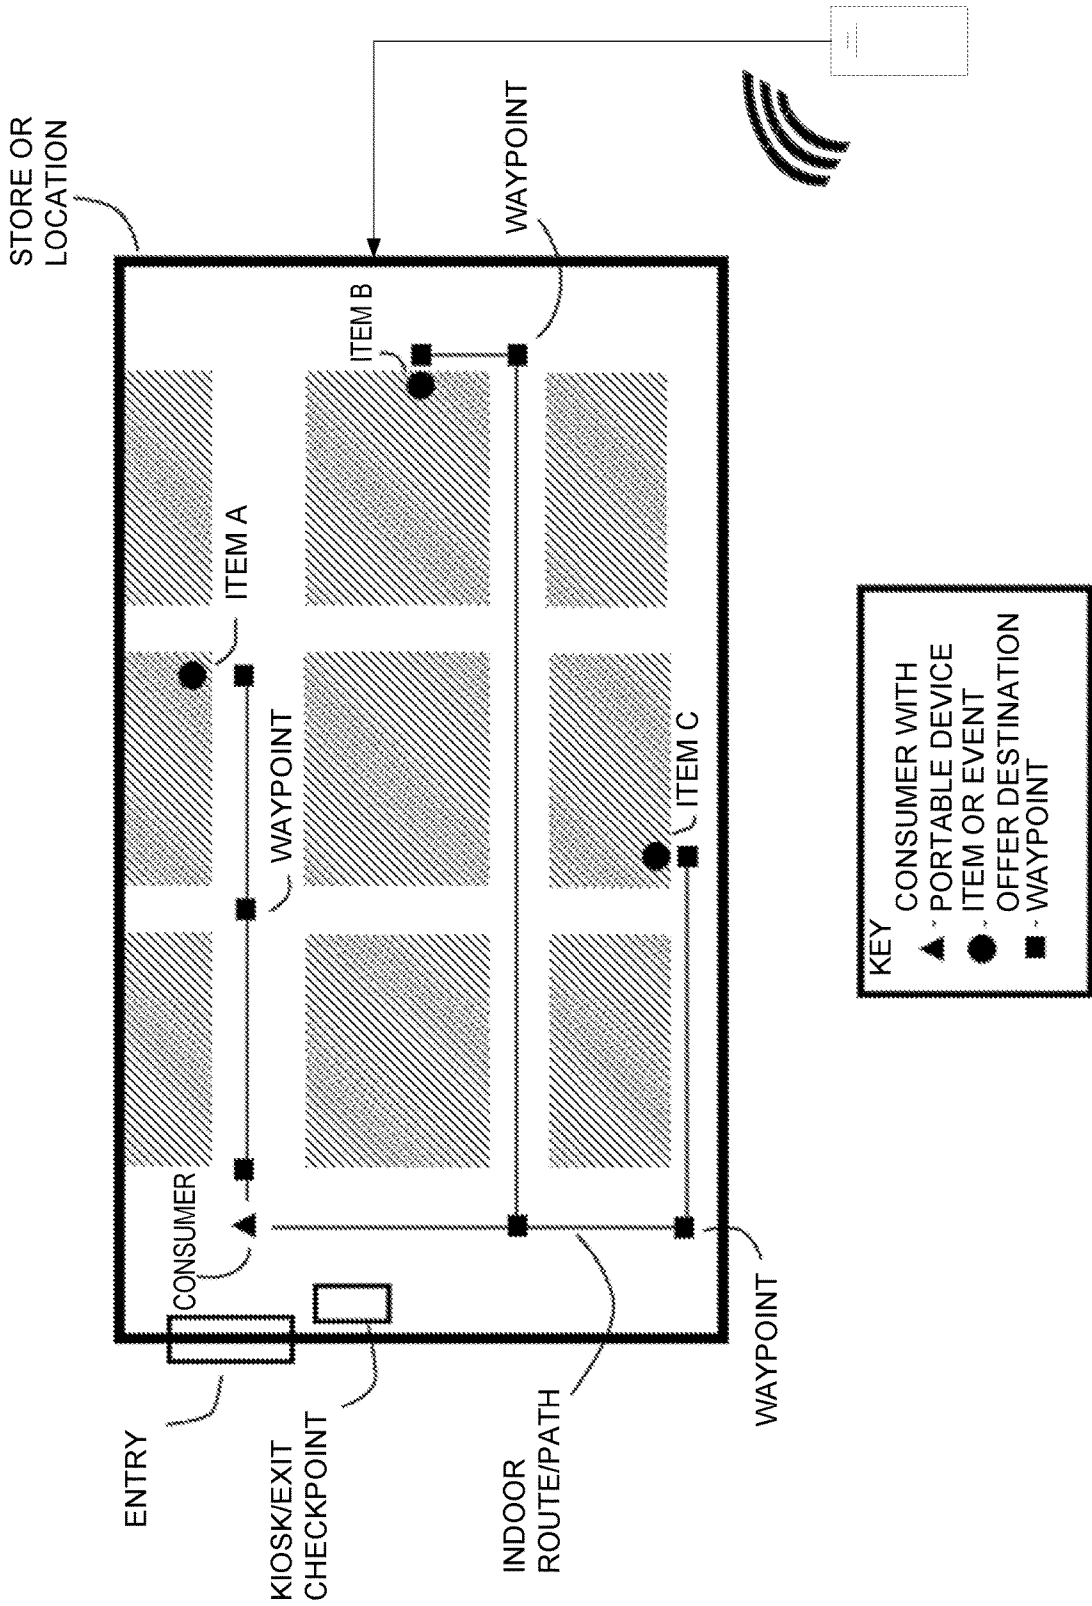 STORE OR
LOCATION
WAYPOINT
ITEM B
ITEM A
WAYPOINT
ITEM C
CONSUMER
ENTRY
KIOSK/EXIT
CHECKPOINT
INDOOR
ROUTE/PATH
WAYPOINT
KEY
CONSUMER WITH
PORTABLE DEVICE
ITEM OR EVENT
OFFER DESTINATION
WAYPOINT